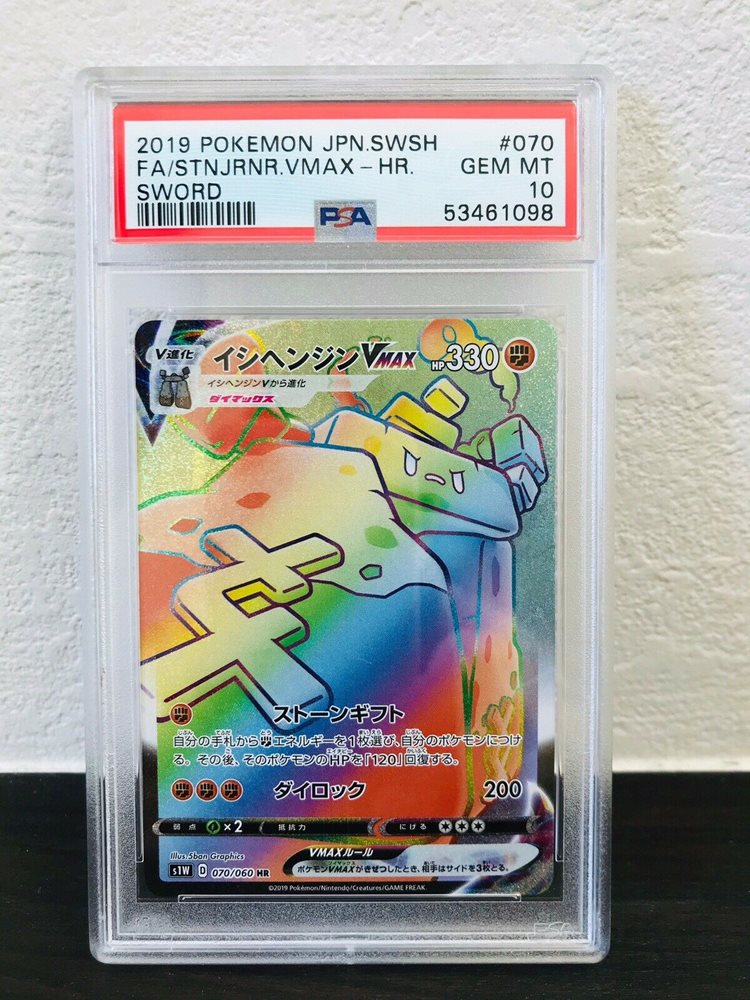 2019 POKEMON JPN.SWSH #070
FA/STNJRNR.VMAX-HR. GEM MT
SWORD 10
PSA 53461098
V進化 イシヘンジンVMAX HP330
イシヘンジンVから進化
ダイマックス
ストーンギフト
自分の手札から エネルギーを1枚選び、自分のポケモンにつけ
る。その後、そのポケモンのHPを「120」回復する。
ダイロック 200
弱点 ×2 抵抗力 にげる
Illus.5ban Graphics
VMAXルール
ポケモンVMAXがきぜつしたとき、相手はサイドを3枚とる。
s1W D 070/060 HR
©2019 Pokémon/Nintendo/Creatures/GAME FREAK